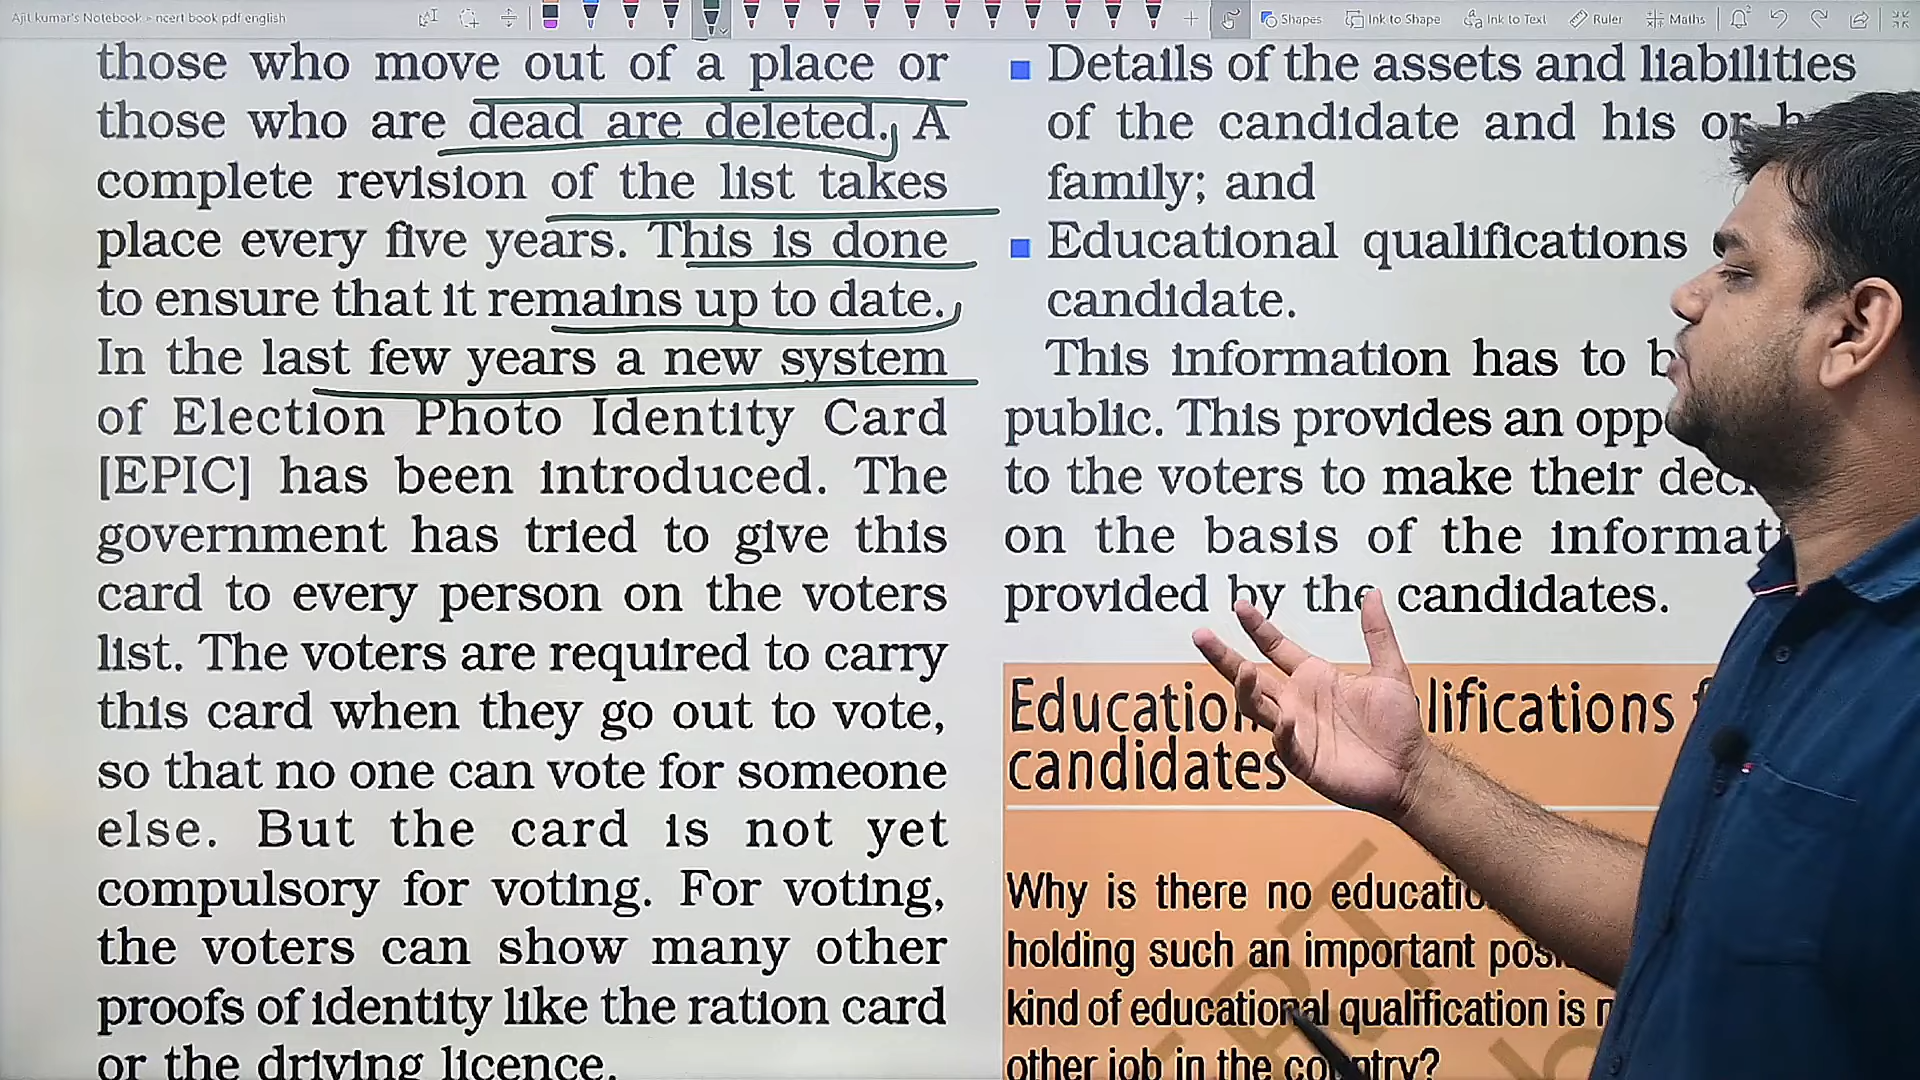 Ajit kumar's Notebook » ncert book pdf english
Shapes
Ink to Shape
Ink to Text
Ruler
Maths
those who move out of a place or
those who are dead are deleted. A
complete revision of the list takes
place every five years. This is done
to ensure that it remains up to date.
In the last few years a new system
of Election Photo Identity Card
[EPIC] has been introduced. The
government has tried to give this
card to every person on the voters
list. The voters are required to carry
this card when they go out to vote,
so that no one can vote for someone
else. But the card is not yet
compulsory for voting. For voting,
the voters can show many other
proofs of identity like the ration card
or the driving licence.
Details of the assets and liabilities
of the candidate and his or
family; and
Educational qualifications
candidate.
This information has to
public. This provides an
to the voters to make their
on the basis of the
provided by the candidates.
candidates
Why is there no
holding such an important
kind of educational qualification is
other job in the country?